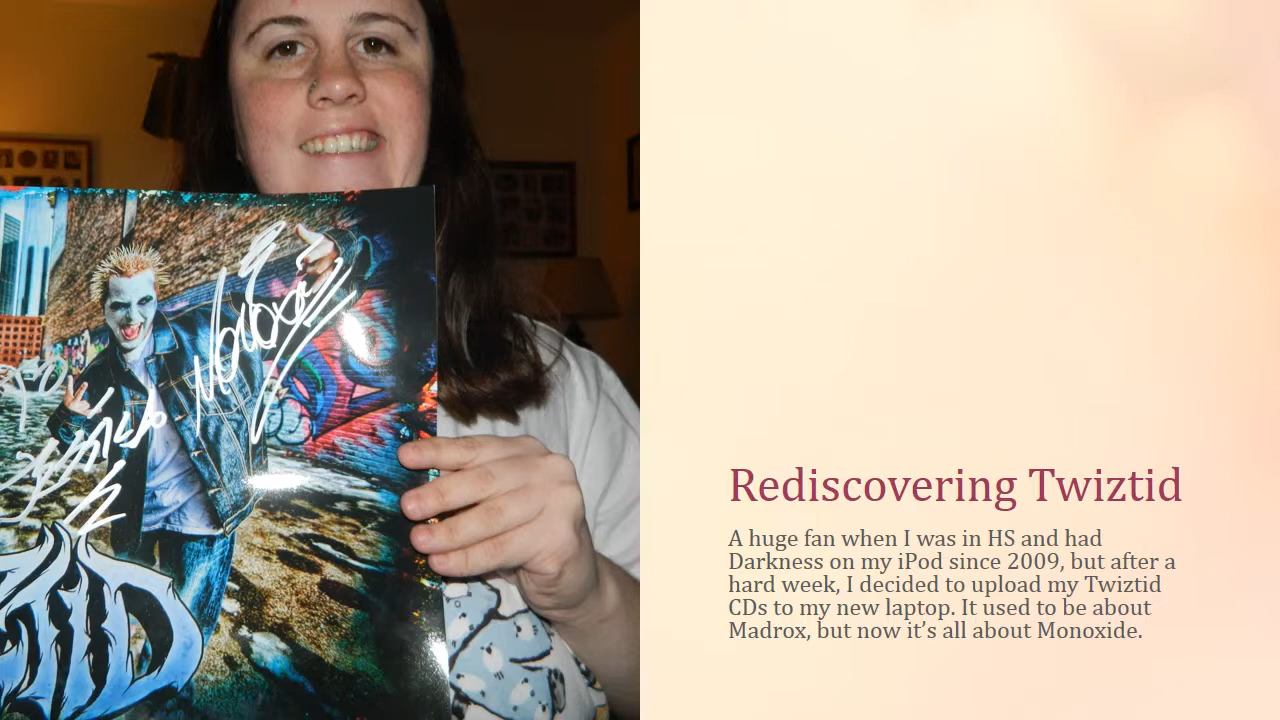 Monoxide
TID
Rediscovering Twiztid
A huge fan when I was in HS and had
Darkness on my iPod since 2009, but after a
hard week, I decided to upload my Twiztid
CDs to my new laptop. It used to be about
Madrox, but now it’s all about Monoxide.